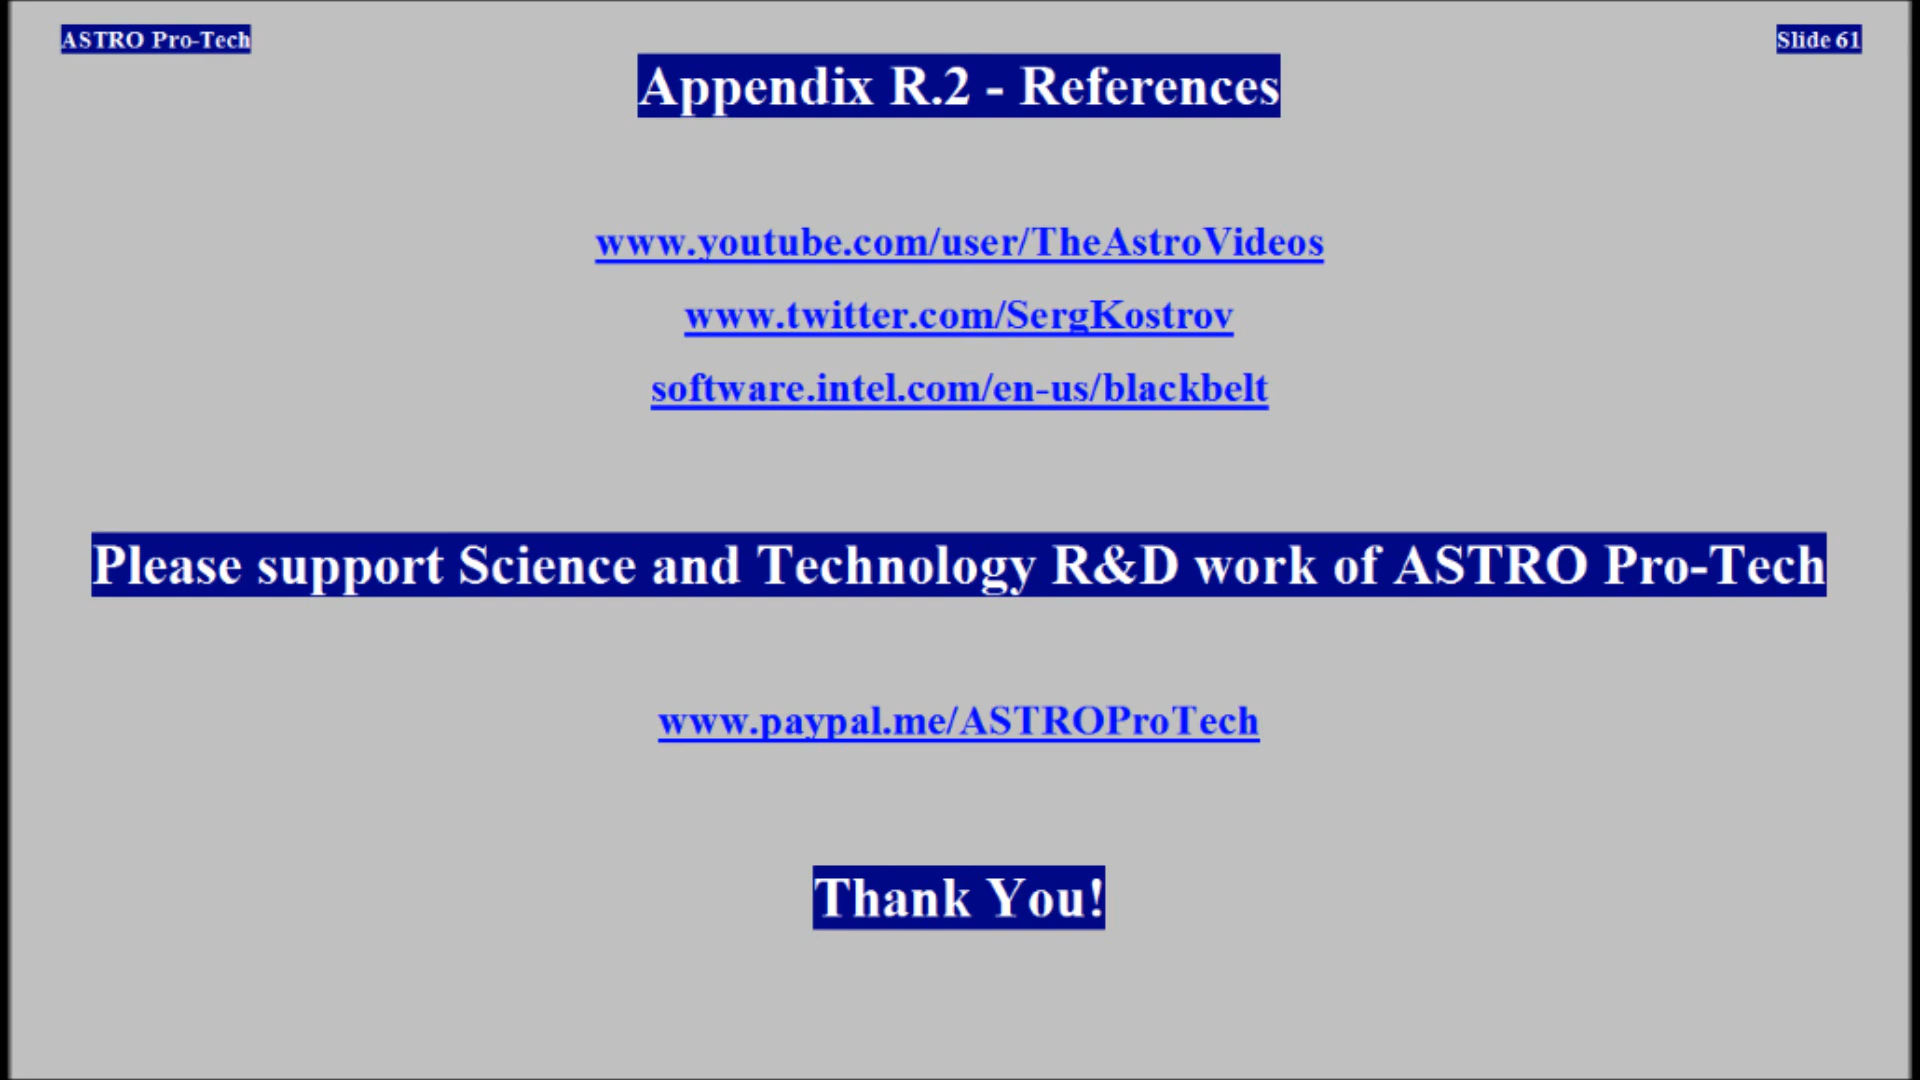 ASTRO Pro-Tech
Slide 61
Appendix R.2 - References
www.youtube.com/user/TheAstroVideos
www.twitter.com/SergKostrov
software.intel.com/en-us/blackbelt
Please support Science and Technology R&D work of ASTRO Pro-Tech
www.paypal.me/ASTROProTech
Thank You!